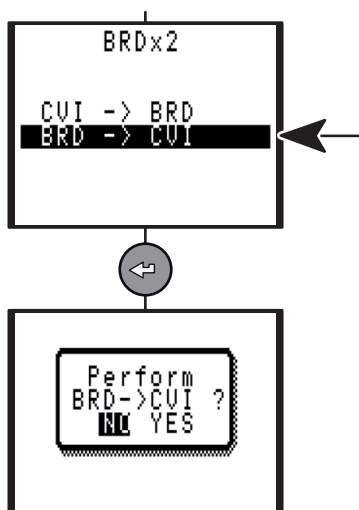 BRDx2
CVI -> BRD
BRD -> CVI
Perform
BRD->CVI ?
NO YES